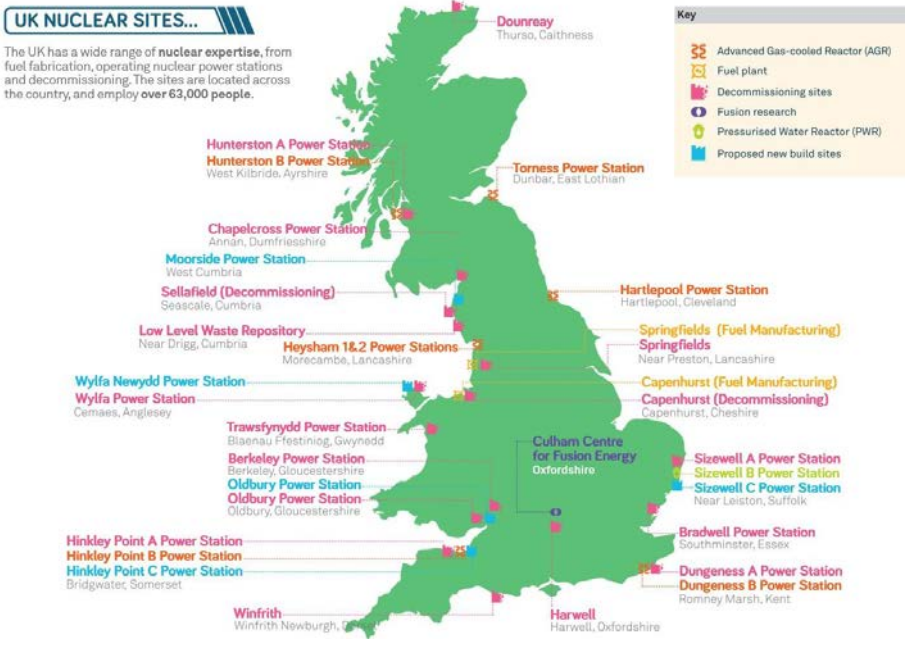 UK NUCLEAR SITES...
The UK has a wide range of nuclear expertise, from
fuel fabrication, operating nuclear power stations
and decommissioning. The sites are located across
the country, and employ over 63,000 people.
Key
Advanced Gas-cooled Reactor (AGR)
Fuel plant
Decommissioning sites
Fusion research
Pressurised Water Reactor (PWR)
Proposed new build sites
Dounreay
Thurso, Caithness
Hunterston A Power Station
Hunterston B Power Station
West Kilbride, Ayrshire
Torness Power Station
Dunbar, East Lothian
Chapelcross Power Station
Annan, Dumfriesshire
Moorside Power Station
West Cumbria
Sellafield (Decommissioning)
Seascale, Cumbria
Hartlepool Power Station
Hartlepool, Cleveland
Low Level Waste Repository
Near Drigg, Cumbria
Heysham 1&2 Power Stations
Morecambe, Lancashire
Springfields (Fuel Manufacturing)
Springfields
Near Preston, Lancashire
Wylfa Newydd Power Station
Wylfa Power Station
Cemaes, Anglesey
Capenhurst (Fuel Manufacturing)
Capenhurst (Decommissioning)
Capenhurst, Cheshire
Trawsfynydd Power Station
Blaenau Ffestiniog, Gwynedd
Culham Centre
for Fusion Energy
Oxfordshire
Berkeley Power Station
Berkeley, Gloucestershire
Oldbury Power Station
Oldbury Power Station
Oldbury, Gloucestershire
Sizewell A Power Station
Sizewell B Power Station
Sizewell C Power Station
Near Leiston, Suffolk
Bradwell Power Station
Southminster, Essex
Hinkley Point A Power Station
Hinkley Point B Power Station
Hinkley Point C Power Station
Bridgwater, Somerset
Dungeness A Power Station
Dungeness B Power Station
Romney Marsh, Kent
Winfrith
Winfrith Newburgh,
Harwell
Harwell, Oxfordshire